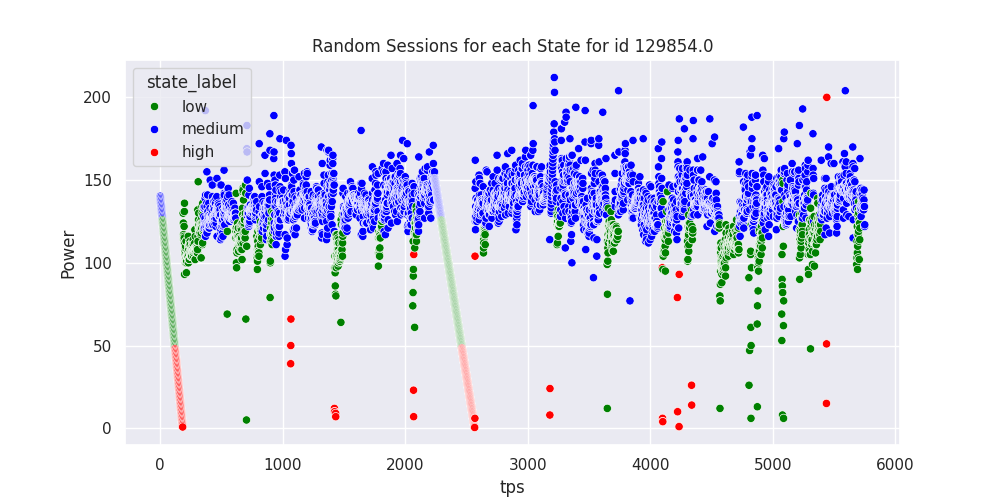 Random Sessions for each State for id 129854.0
state_label
low
medium
high
Power
200
150
100
50
0
0 1000 2000 3000 4000 5000 6000
tps